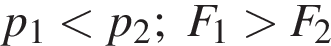 p₁ < p₂; F₁ > F₂